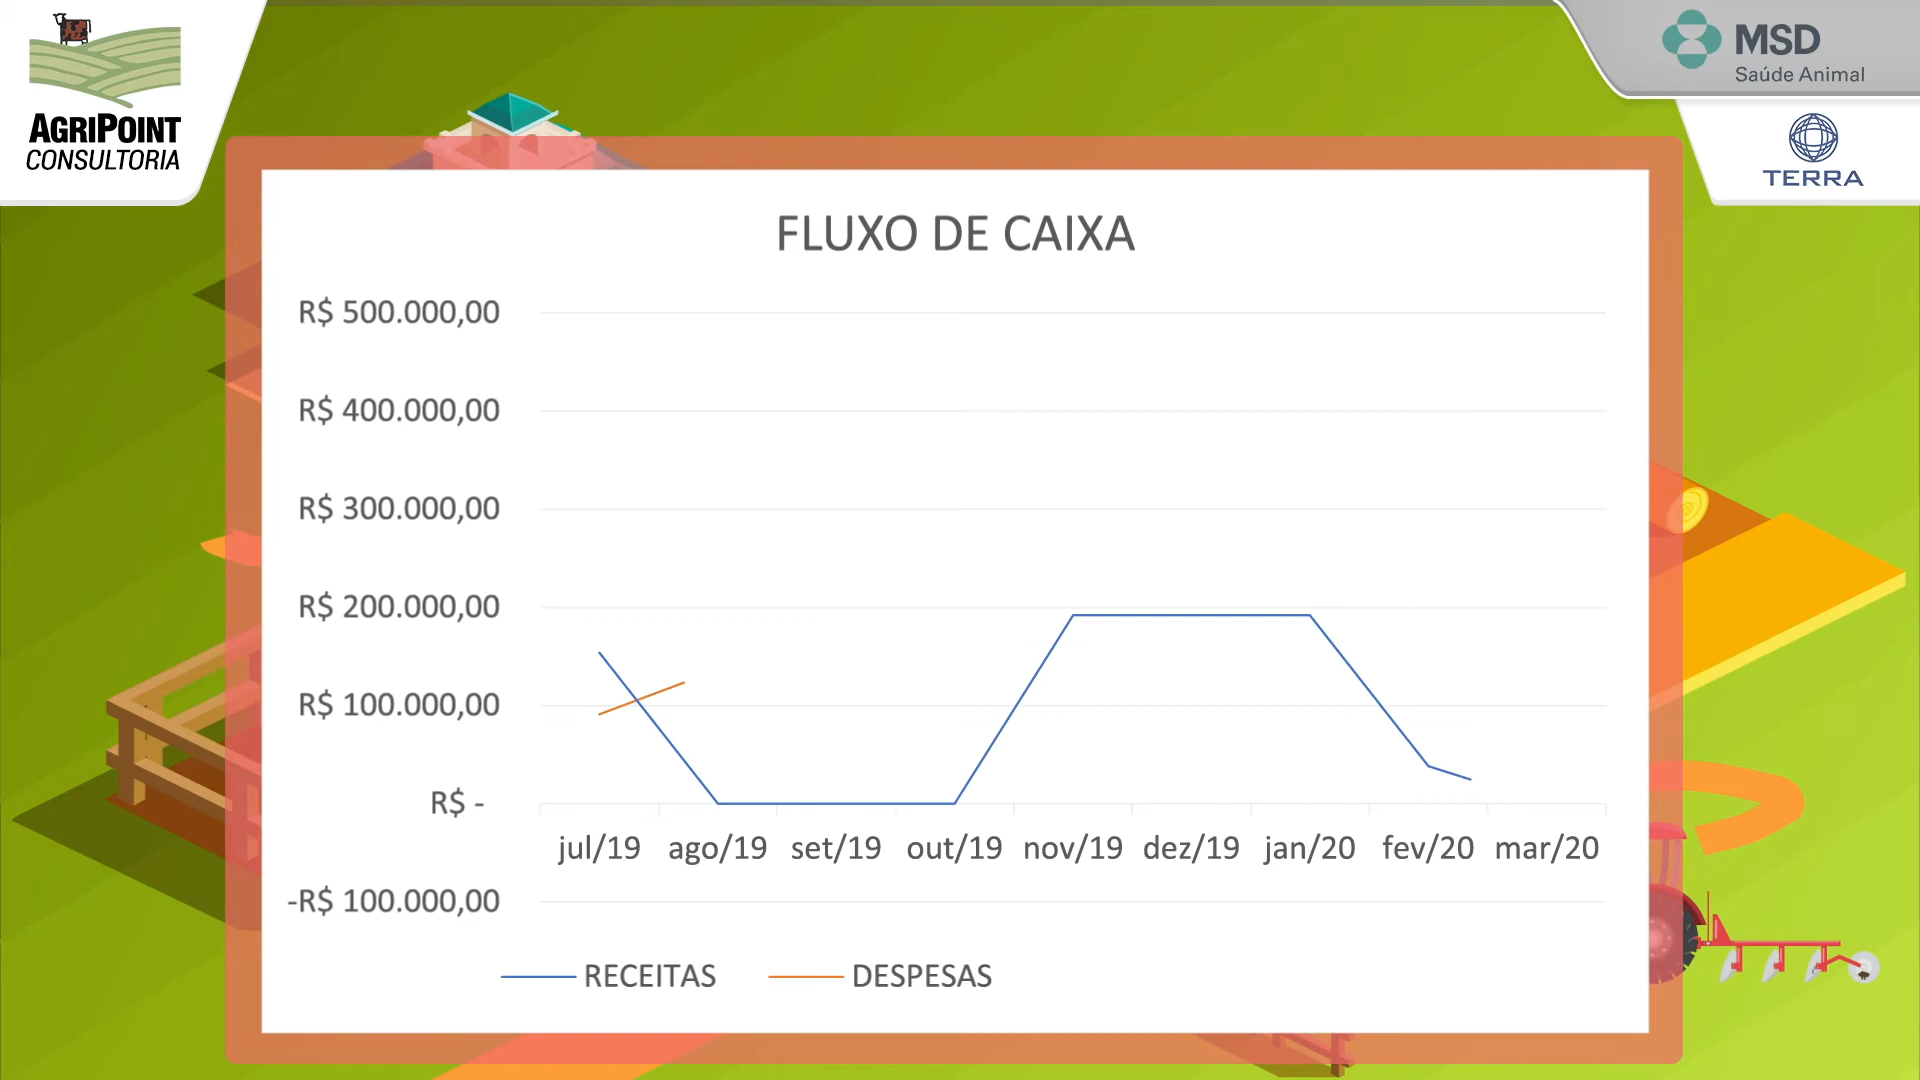 AGRIPOINT
CONSULTORIA
MSD
Saúde Animal
TERRA
FLUXO DE CAIXA
R$ 500.000,00
R$ 400.000,00
R$ 300.000,00
R$ 200.000,00
R$ 100.000,00
R$ -
jul/19 ago/19 set/19 out/19 nov/19 dez/19 jan/20 fev/20 mar/20
-R$ 100.000,00
RECEITAS DESPESAS